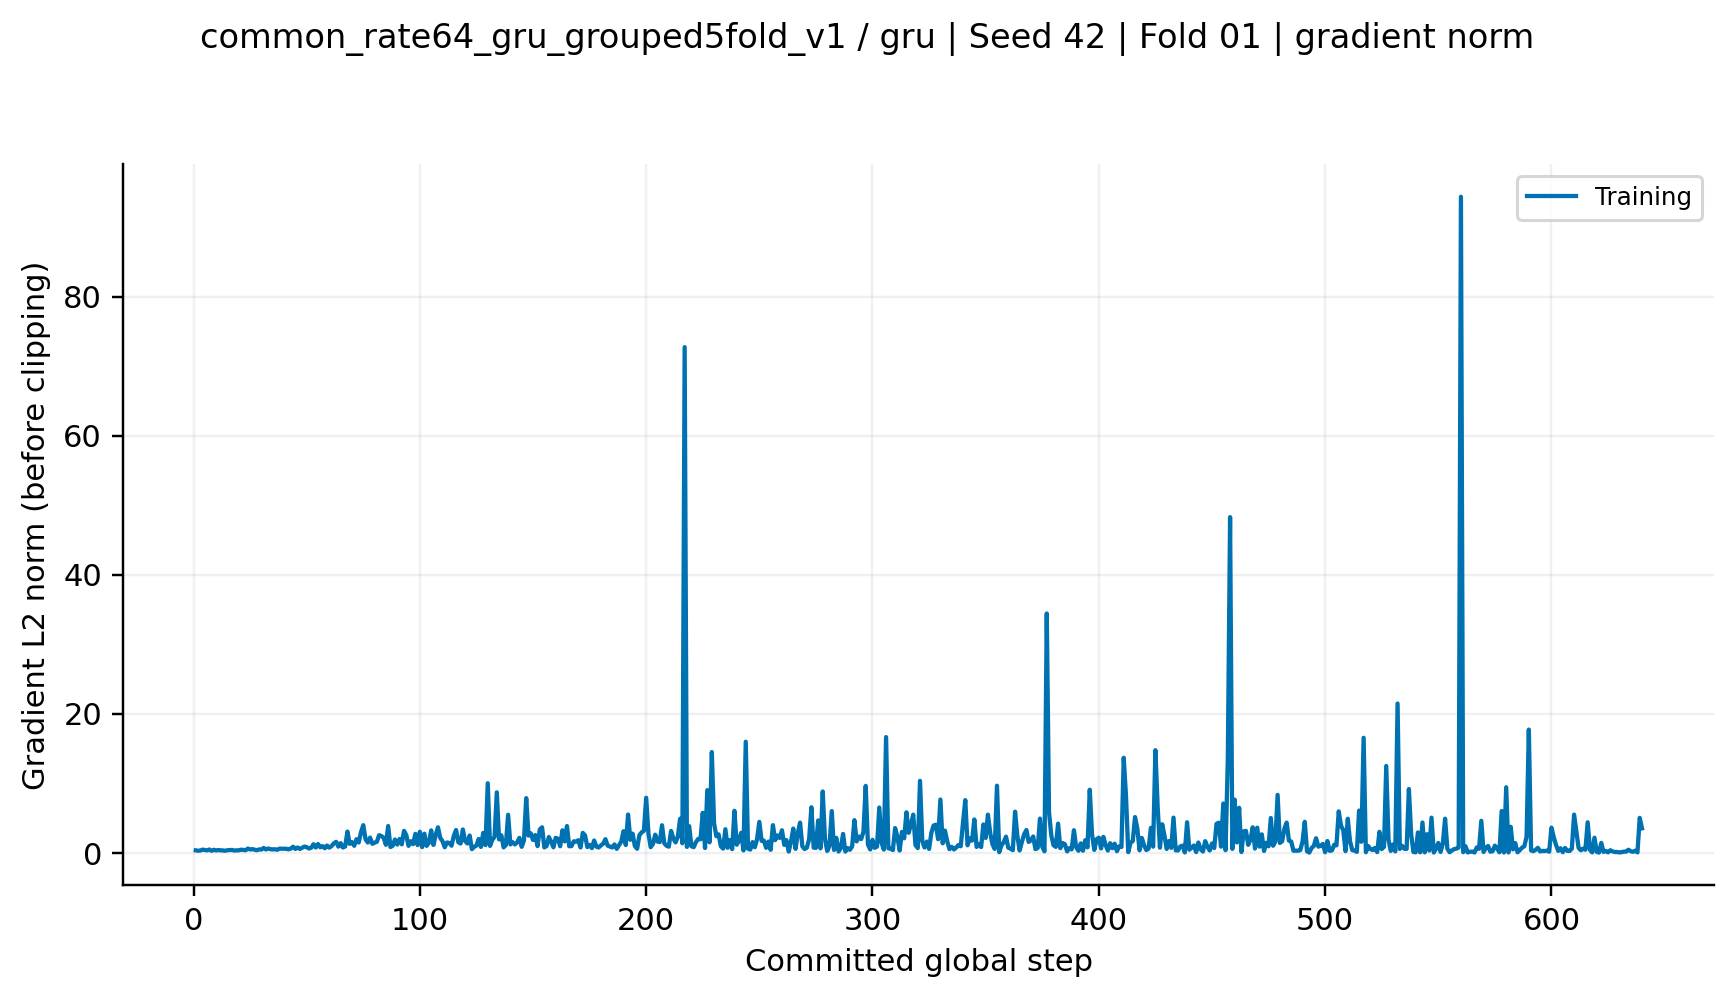 common_rate64_gru_grouped5fold_v1 / gru | Seed 42 | Fold 01 | gradient norm
Training
Gradient L2 norm (before clipping)
80
60
40
20
0
0 100 200 300 400 500 600
Committed global step